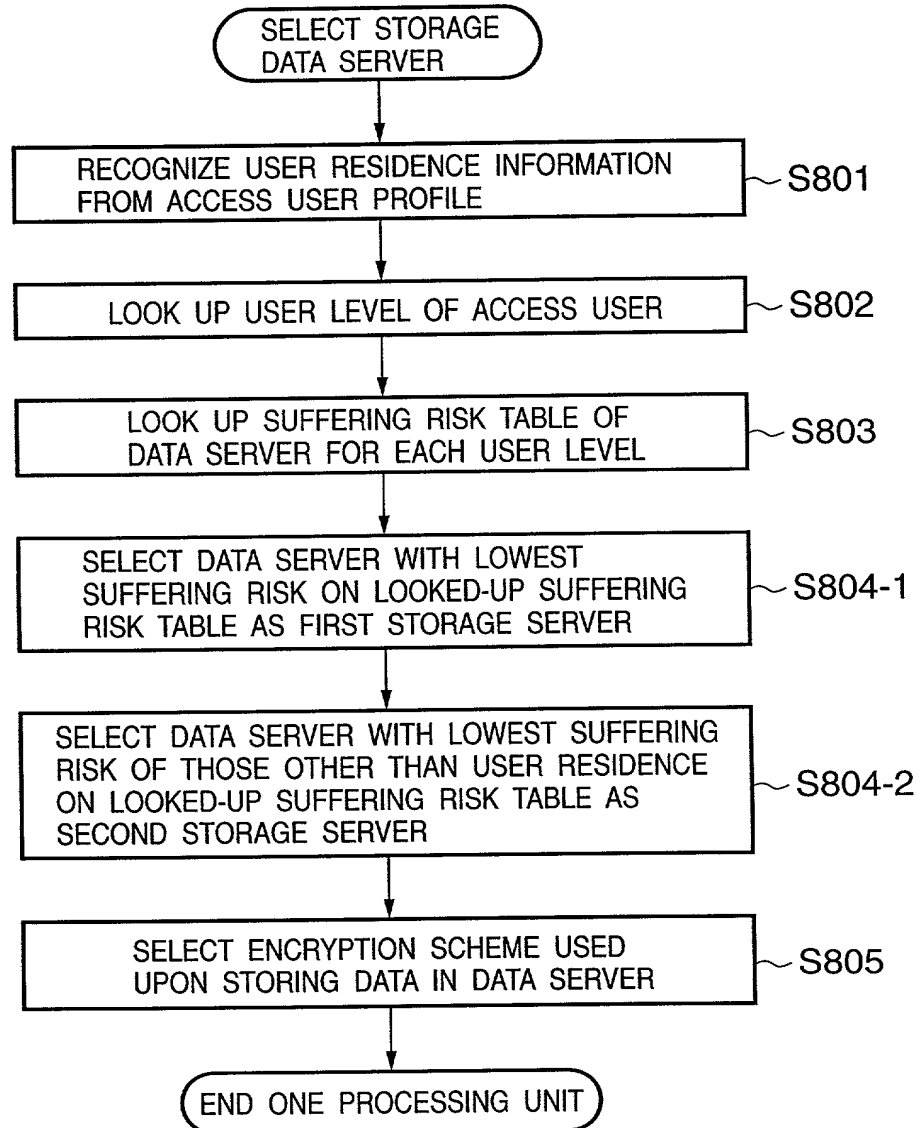 SELECT STORAGE
DATA SERVER
RECOGNIZE USER RESIDENCE INFORMATION
FROM ACCESS USER PROFILE
S801
LOOK UP USER LEVEL OF ACCESS USER
S802
LOOK UP SUFFERING RISK TABLE OF
DATA SERVER FOR EACH USER LEVEL
S803
SELECT DATA SERVER WITH LOWEST
SUFFERING RISK ON LOOKED-UP SUFFERING
RISK TABLE AS FIRST STORAGE SERVER
S804-1
SELECT DATA SERVER WITH LOWEST SUFFERING
RISK OF THOSE OTHER THAN USER RESIDENCE
ON LOOKED-UP SUFFERING RISK TABLE AS
SECOND STORAGE SERVER
S804-2
SELECT ENCRYPTION SCHEME USED
UPON STORING DATA IN DATA SERVER
S805
END ONE PROCESSING UNIT